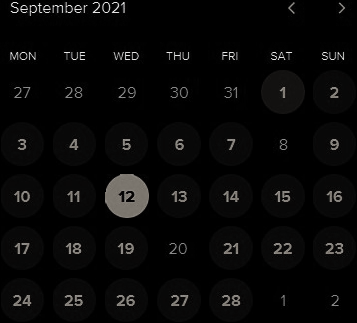 September 2021
MON TUE WED THU FRI SAT SUN
27 28 29 30 31 1 2
3 4 5 6 7 8 9
10 11 12 13 14 15 16
17 18 19 20 21 22 23
24 25 26 27 28 1 2